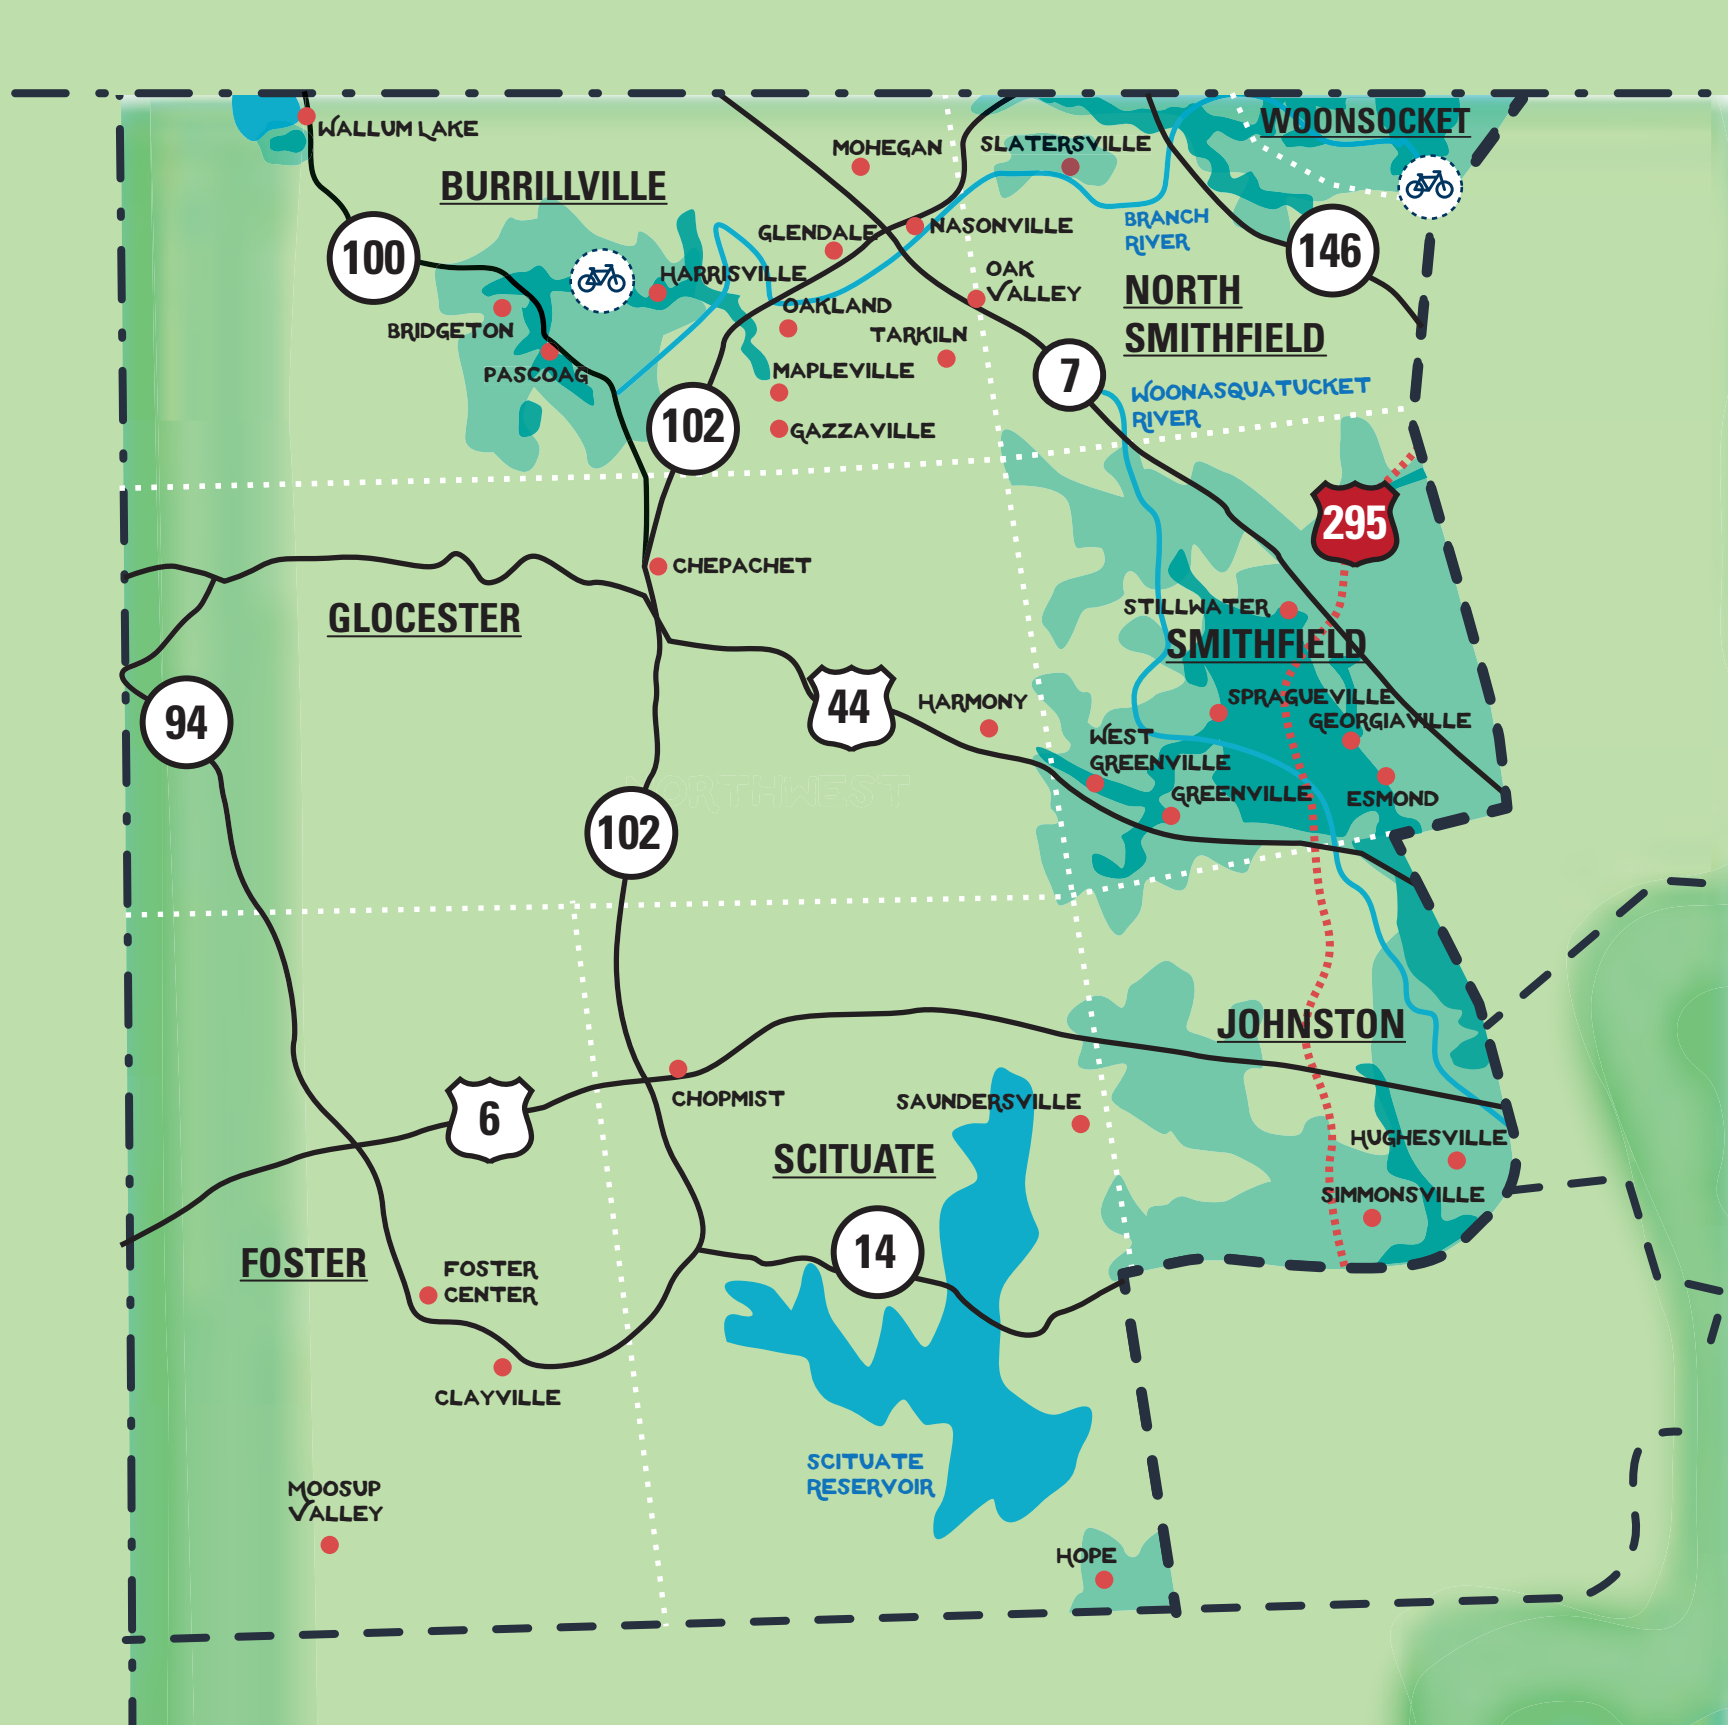 WOONSOCKET
WALLUM LAKE
MOHEGAN
SLATERSVILLE
BURRILLVILLE
BRANCH
RIVER
GLENDALE
NASONVILLE
100
146
HARRISVILLE
OAK
VALLEY
NORTH
SMITHFIELD
OAKLAND
BRIDGETON
TARKILN
PASCOAG
MAPLEVILLE
7
WOONASQUATUCKET
RIVER
102
GAZZAVILLE
295
CHEPACHET
GLOCESTER
STILLWATER
SMITHFIELD
94
44
HARMONY
SPRAGUEVILLE
GEORGIAVILLE
WEST
GREENVILLE
NORTHWEST
GREENVILLE
ESMOND
102
JOHNSTON
6
CHOPMIST
SAUNDERSVILLE
HUGHESVILLE
SCITUATE
SIMMONSVILLE
14
FOSTER
FOSTER
CENTER
CLAYVILLE
SCITUATE
RESERVOIR
MOOSUP
VALLEY
HOPE